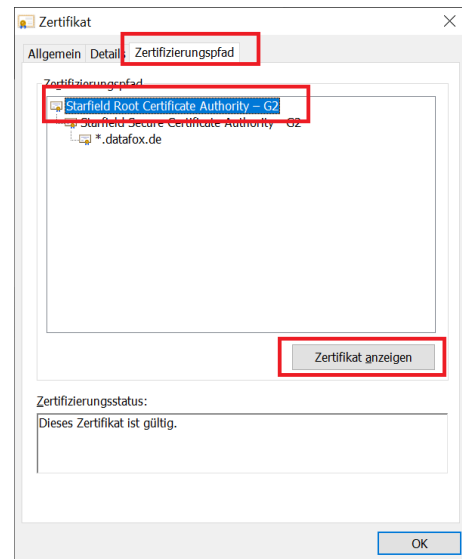 Zertifikat
Allgemein Details Zertifizierungspfad
Zertifizierungspfad
Starfield Root Certificate Authority – G2
Starfield Secure Certificate Authority - G2
*.datafox.de
Zertifikat anzeigen
Zertifizierungsstatus:
Dieses Zertifikat ist gültig.
OK